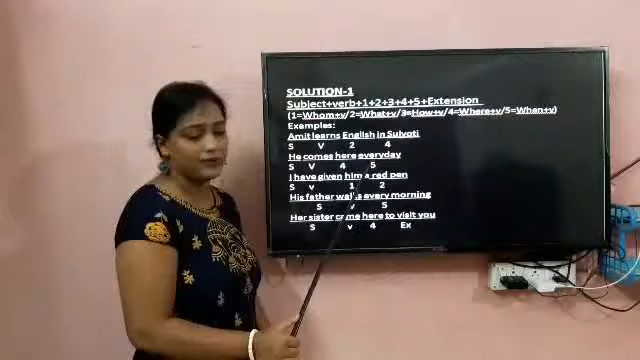 SOLUTION-1
Subject+verb+1+2+3+4+5+Extension
(1=Whom+v/2=What+v/3=How+v/4=Where+v/5=When+v)
Examples:
Amit learns English in Sulyati
S V 2 4
He comes here everyday
S V 4 5
I have given him a red pen
S v 1 2
His father walks every morning
S v 5
Her sister came here to visit you
S v 4 Ex